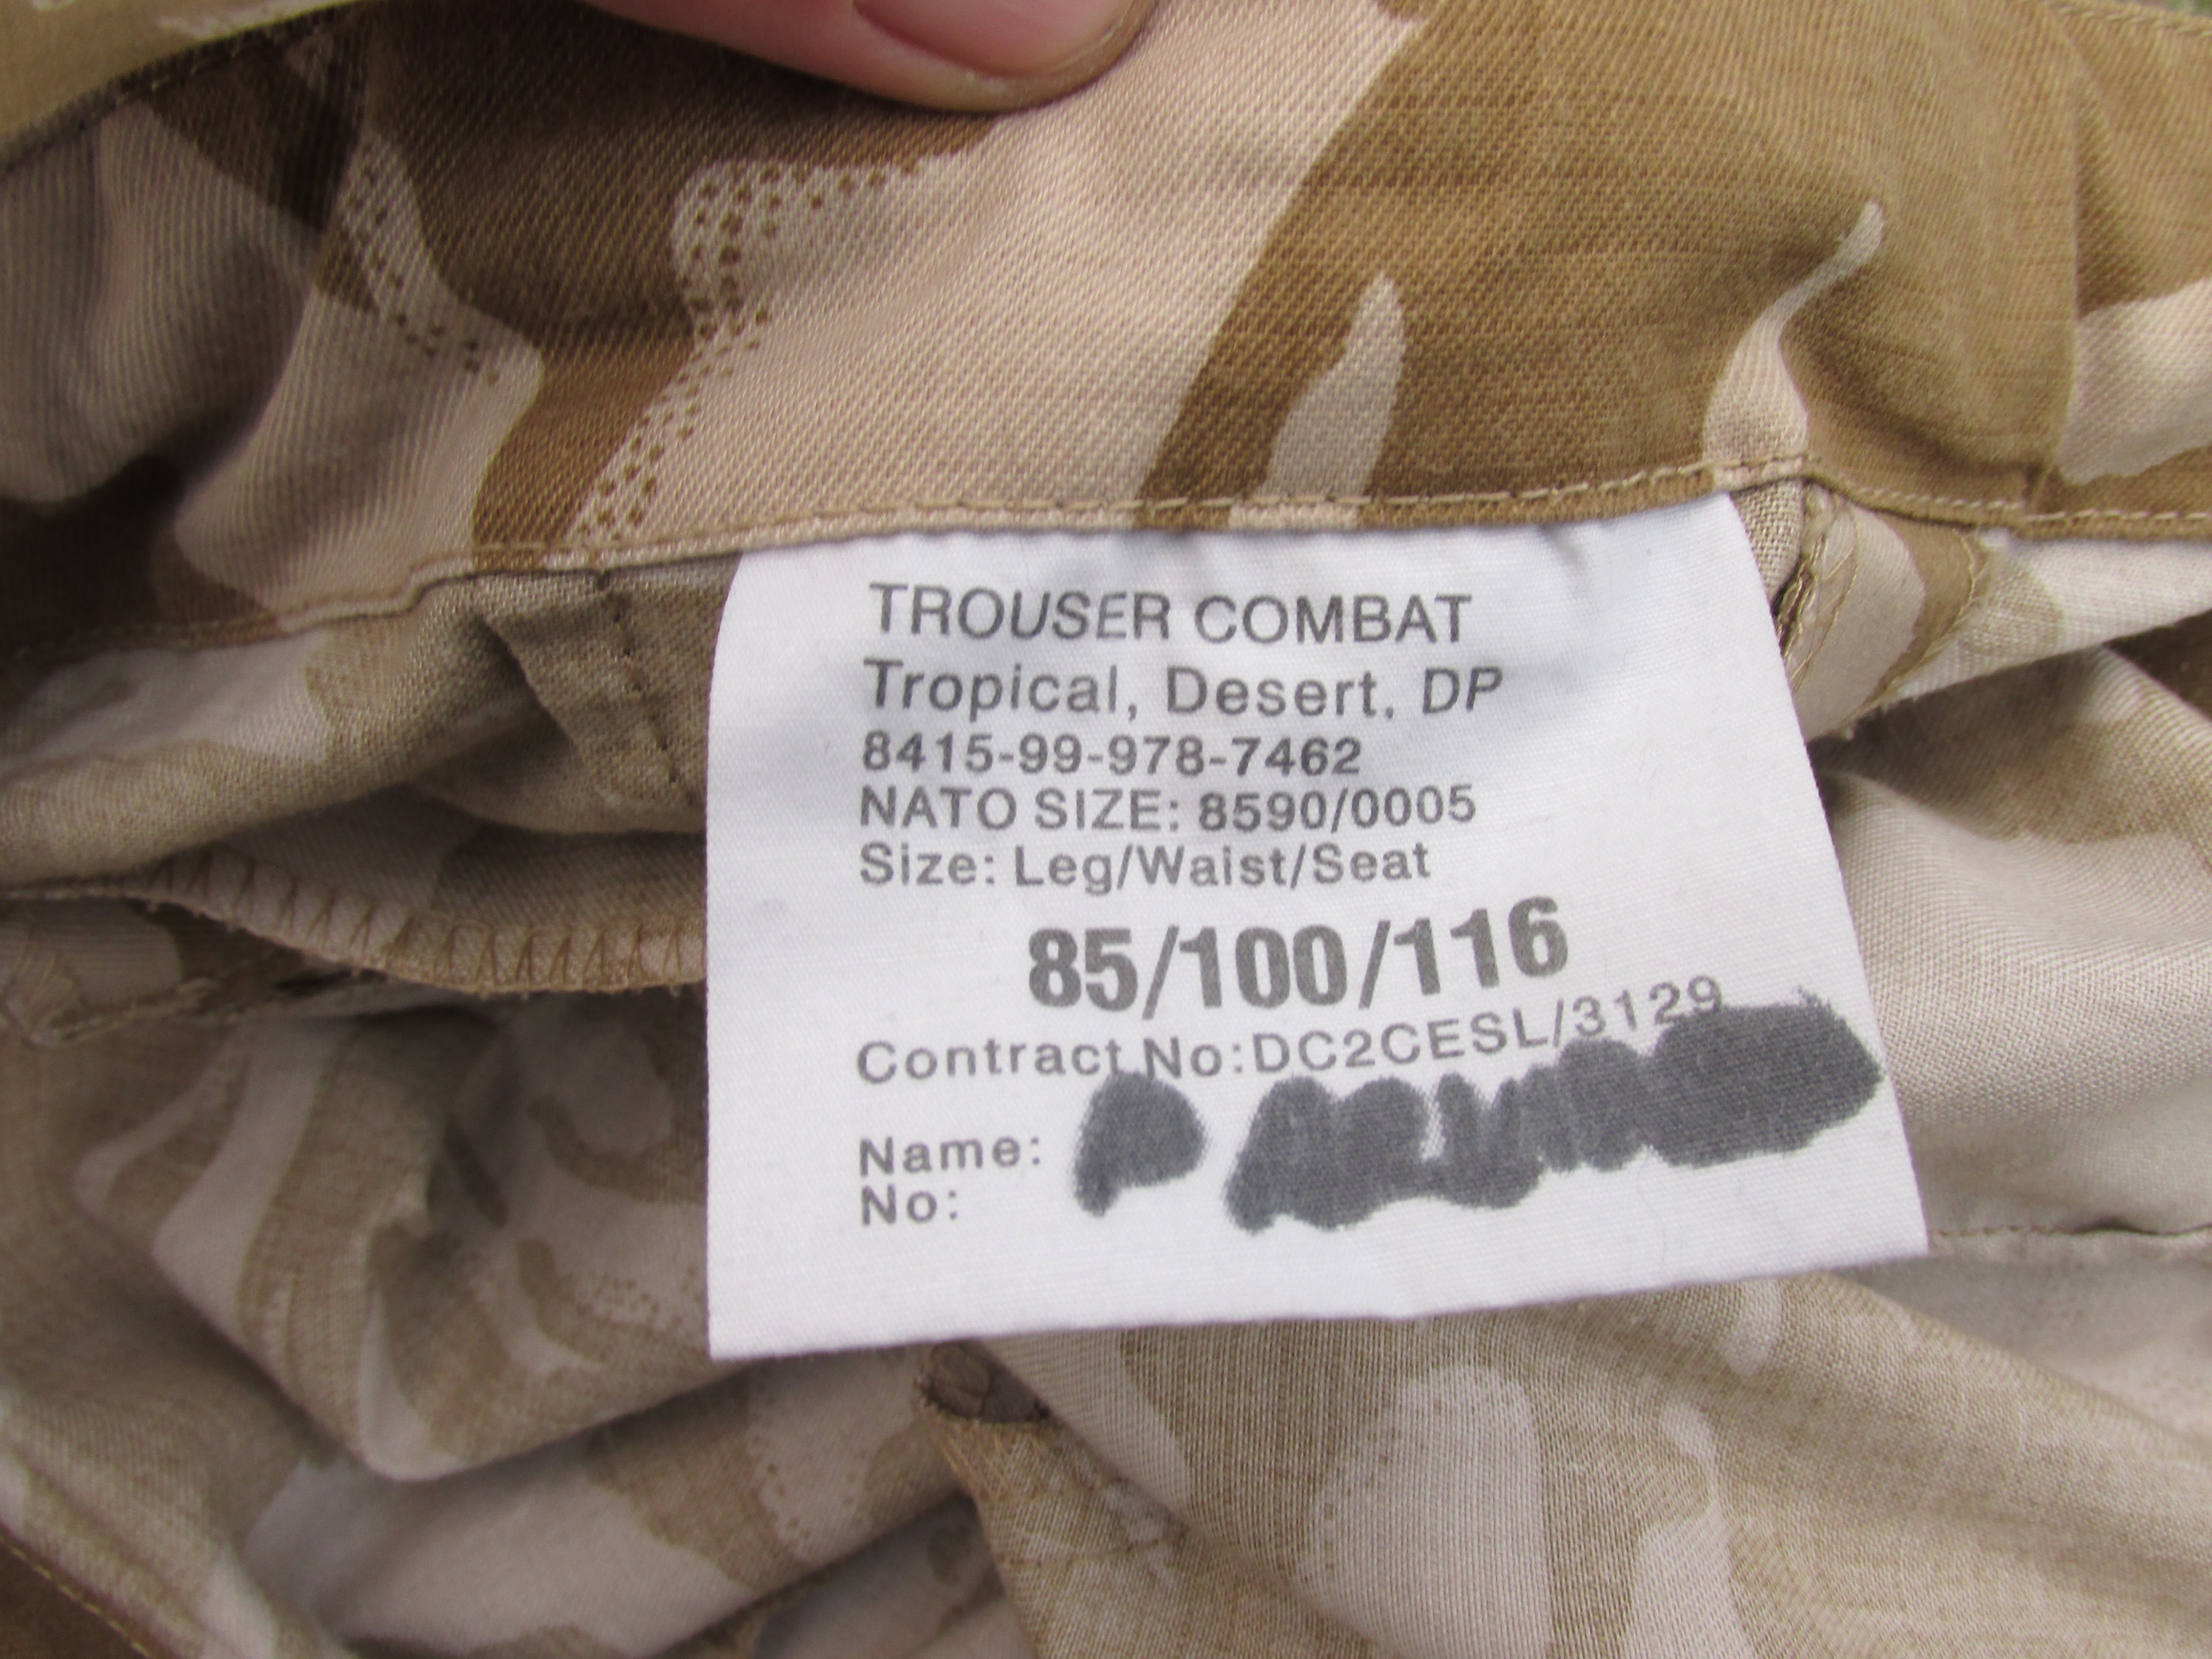 TROUSER COMBAT
Tropical, Desert, DP
8415-99-978-7462
NATO SIZE: 8590/0005
Size: Leg/Waist/Seat
85/100/116
Contract No:DC2CESL/3129
Name:
No: